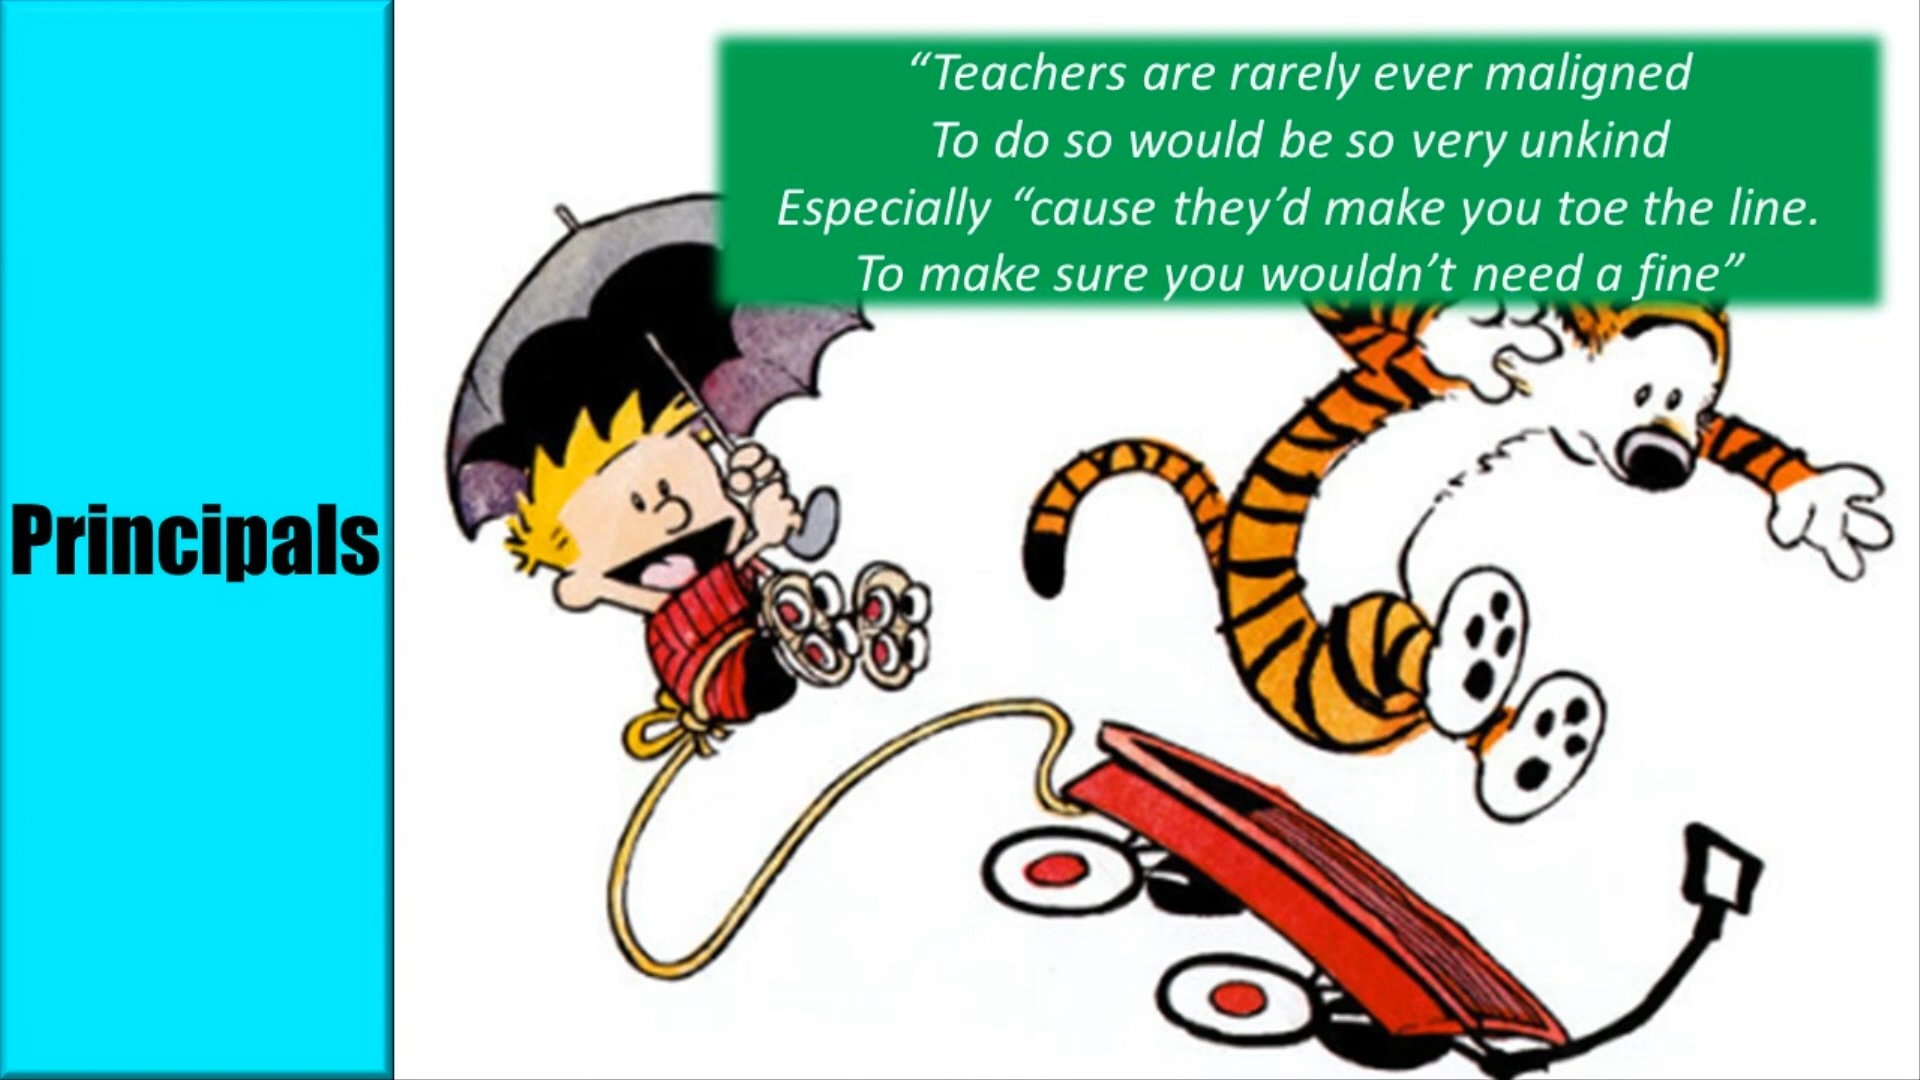 Principals
“Teachers are rarely ever maligned
To do so would be so very unkind
Especially “cause they’d make you toe the line.
To make sure you wouldn’t need a fine”